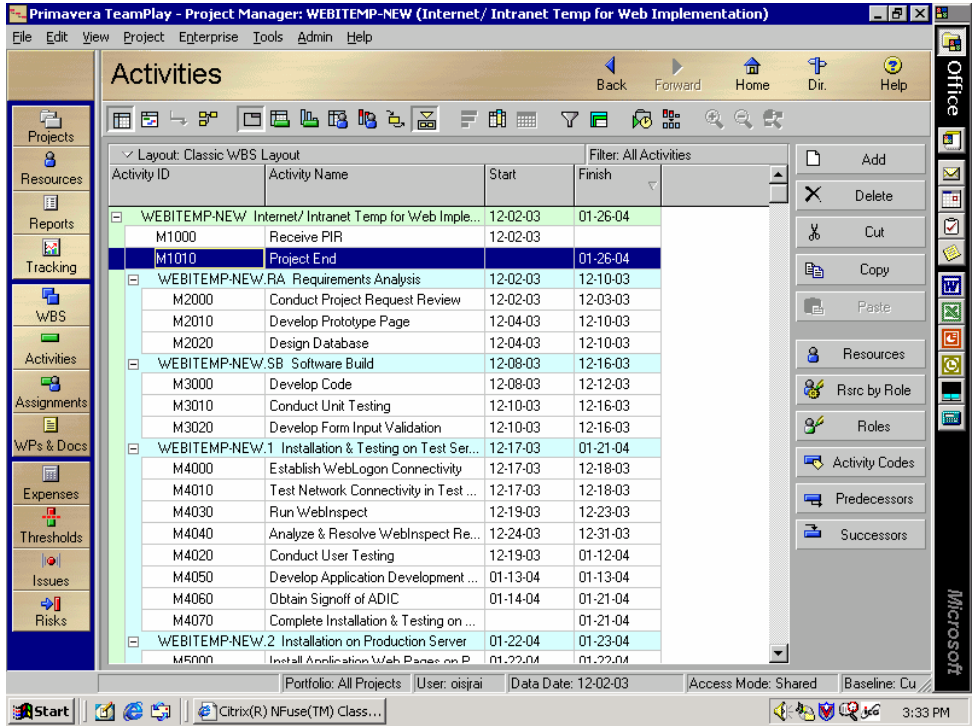 Primavera TeamPlay - Project Manager: WEBITEMP-NEW (Internet/ Intranet Temp for Web Implementation)
File Edit View Project Enterprise Tools Admin Help
Activities
Back Forward Home Dir. Help
Office
Projects
Resources
Reports
Tracking
WBS
Activities
Assignments
WPs & Docs
Expenses
Thresholds
Issues
Risks
Layout: Classic WBS Layout Filter: All Activities
Activity ID Activity Name Start Finish
WEBITEMP-NEW Internet/ Intranet Temp for Web Imple... 12-02-03 01-26-04
M1000 Receive PIR 12-02-03
M1010 Project End 01-26-04
WEBITEMP-NEW.RA Requirements Analysis 12-02-03 12-10-03
M2000 Conduct Project Request Review 12-02-03 12-03-03
M2010 Develop Prototype Page 12-04-03 12-10-03
M2020 Design Database 12-04-03 12-10-03
WEBITEMP-NEW.SB Software Build 12-08-03 12-16-03
M3000 Develop Code 12-08-03 12-12-03
M3010 Conduct Unit Testing 12-10-03 12-16-03
M3020 Develop Form Input Validation 12-10-03 12-16-03
WEBITEMP-NEW.1 Installation & Testing on Test Ser... 12-17-03 01-21-04
M4000 Establish WebLogon Connectivity 12-17-03 12-18-03
M4010 Test Network Connectivity in Test ... 12-17-03 12-18-03
M4030 Run WebInspect 12-19-03 12-23-03
M4040 Analyze & Resolve WebInspect Re... 12-24-03 12-31-03
M4020 Conduct User Testing 12-19-03 01-12-04
M4050 Develop Application Development ... 01-13-04 01-13-04
M4060 Obtain Signoff of ADIC 01-14-04 01-21-04
M4070 Complete Installation & Testing on ... 01-21-04
WEBITEMP-NEW.2 Installation on Production Server 01-22-04 01-23-04
M5000 Install Application Web Pages on P 01-22-04 01-22-04
Add
Delete
Cut
Copy
Paste
Resources
Rsrc by Role
Roles
Activity Codes
Predecessors
Successors
Microsoft
Portfolio: All Projects User: oisjrai Data Date: 12-02-03 Access Mode: Shared Baseline: Cu
Start Citrix(R) NFuse(TM) Class... 3:33 PM